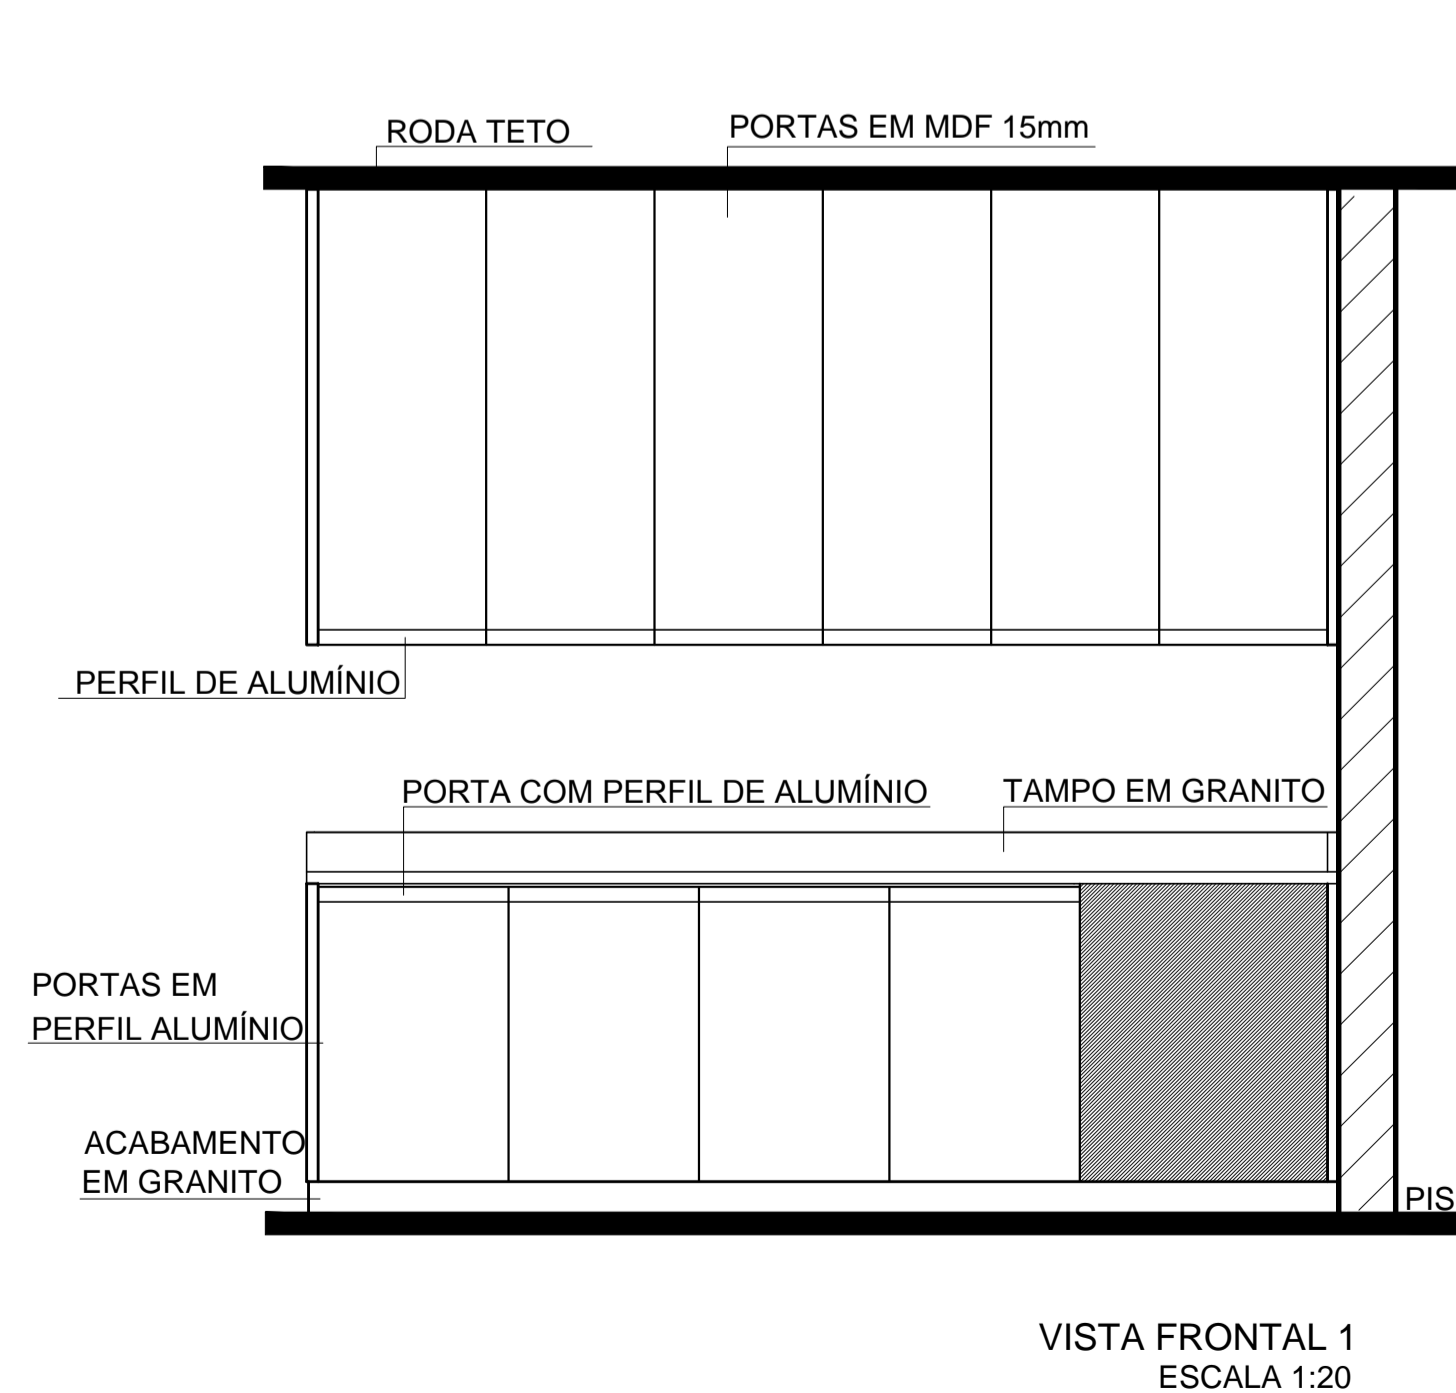 RODA TETO
PORTAS EM MDF 15mm
PERFIL DE ALUMÍNIO
PORTA COM PERFIL DE ALUMÍNIO
TAMPO EM GRANITO
PORTAS EM
PERFIL ALUMÍNIO
ACABAMENTO
EM GRANITO
PIS
VISTA FRONTAL 1
ESCALA 1:20